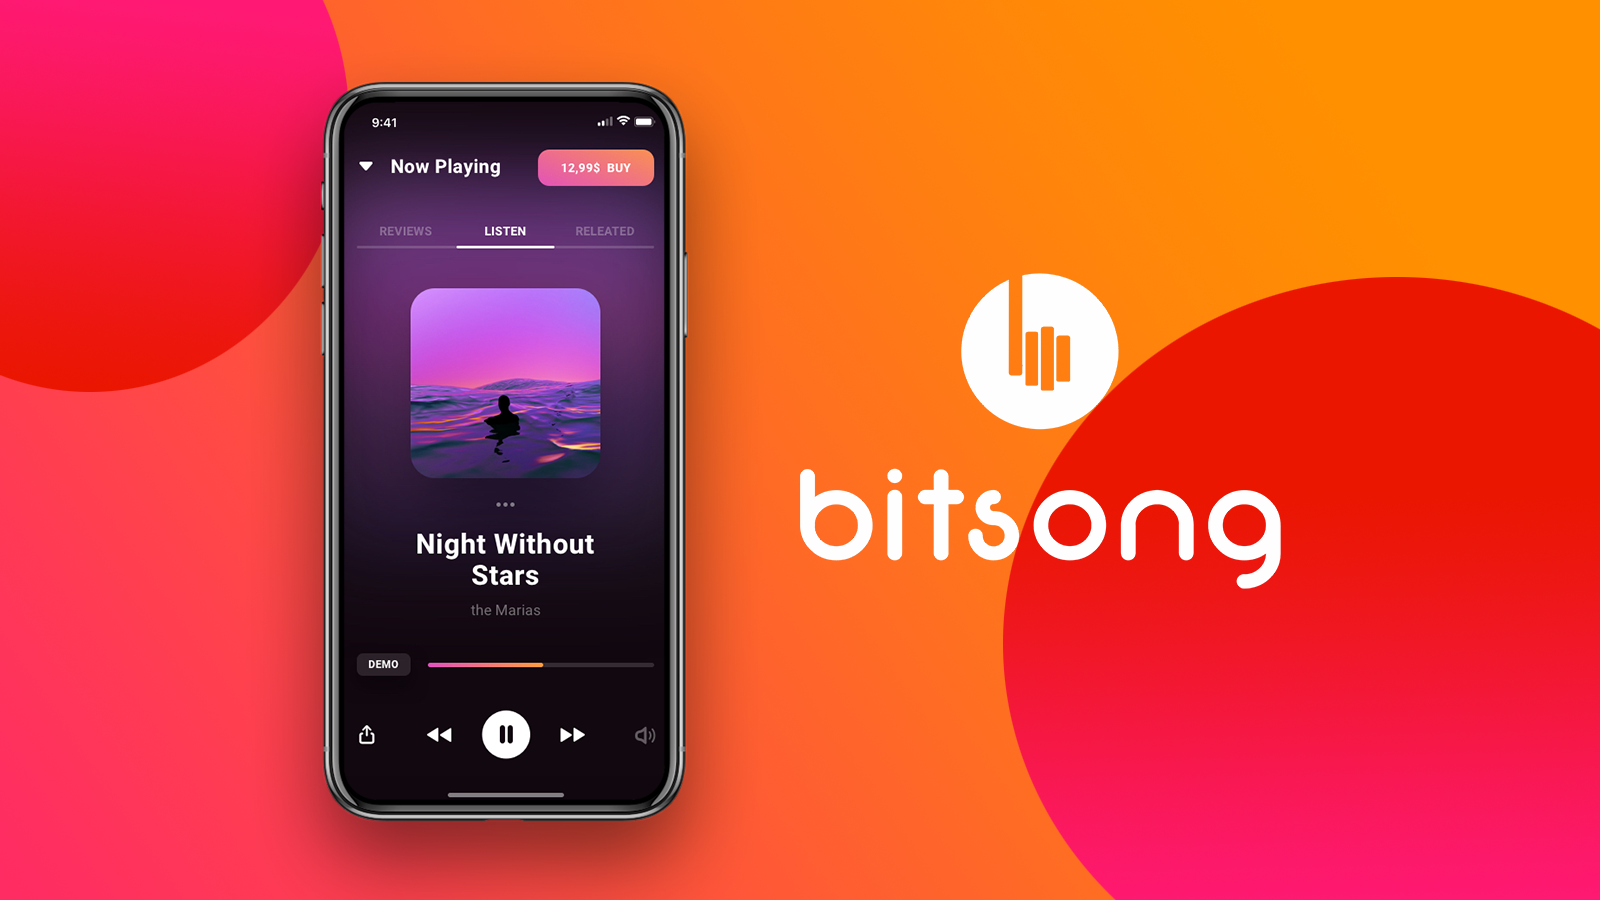 9:41
Now Playing
12,99$ BUY
REVIEWS
LISTEN
RELEATED
Night Without
Stars
the Marias
DEMO
bitsong